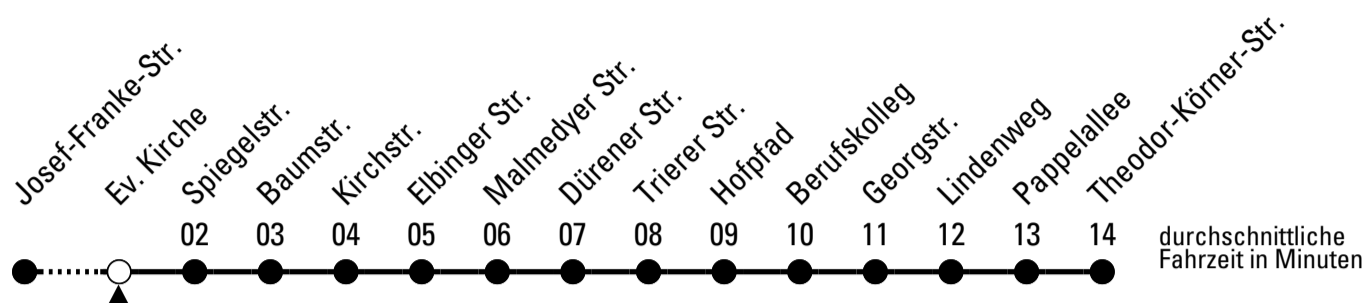 Josef-Franke-Str.
Ev. Kirche
Spiegelstr.
Baumstr.
Kirchstr.
Elbinger Str.
Malmedyer Str.
Dürener Str.
Trierer Str.
Hofpfad
Berufskolleg
Georgstr.
Lindenweg
Pappelallee
Theodor-Körner-Str.
02 03 04 05 06 07 08 09 10 11 12 13 14
durchschnittliche
Fahrzeit in Minuten